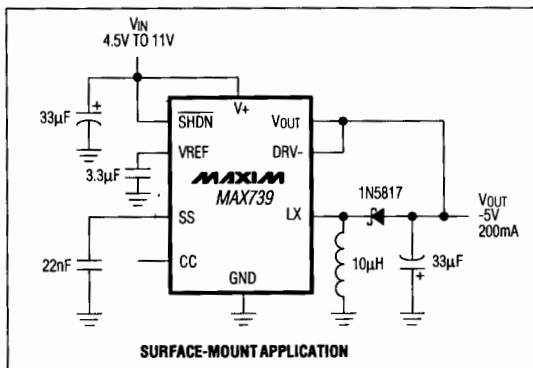 VIN
4.5V TO 11V
33µF
+
V+
SHDN
VOUT
VREF
DRV-
3.3µF
MAXIM
MAX739
1N5817
VOUT
-5V
200mA
SS
LX
22nF
CC
10µH
33µF
+
GND
SURFACE-MOUNT APPLICATION